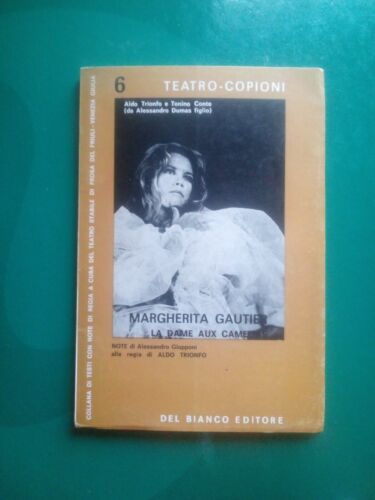 6
TEATRO-COPIONI
Aldo Trionfo e Tonino Conte
(da Alessandro Dumas figlio)
MARGHERITA GAUTIER
LA DAME AUX CAMELIAS
NOTE di Alessandro Giupponi
alla regia di ALDO TRIONFO
DEL BIANCO EDITORE
COLLANA DI TESTI CON NOTE DI REGIA A CURA DEL TEATRO STABILE DI PROSA DEL FRIULI-VENEZIA GIULIA